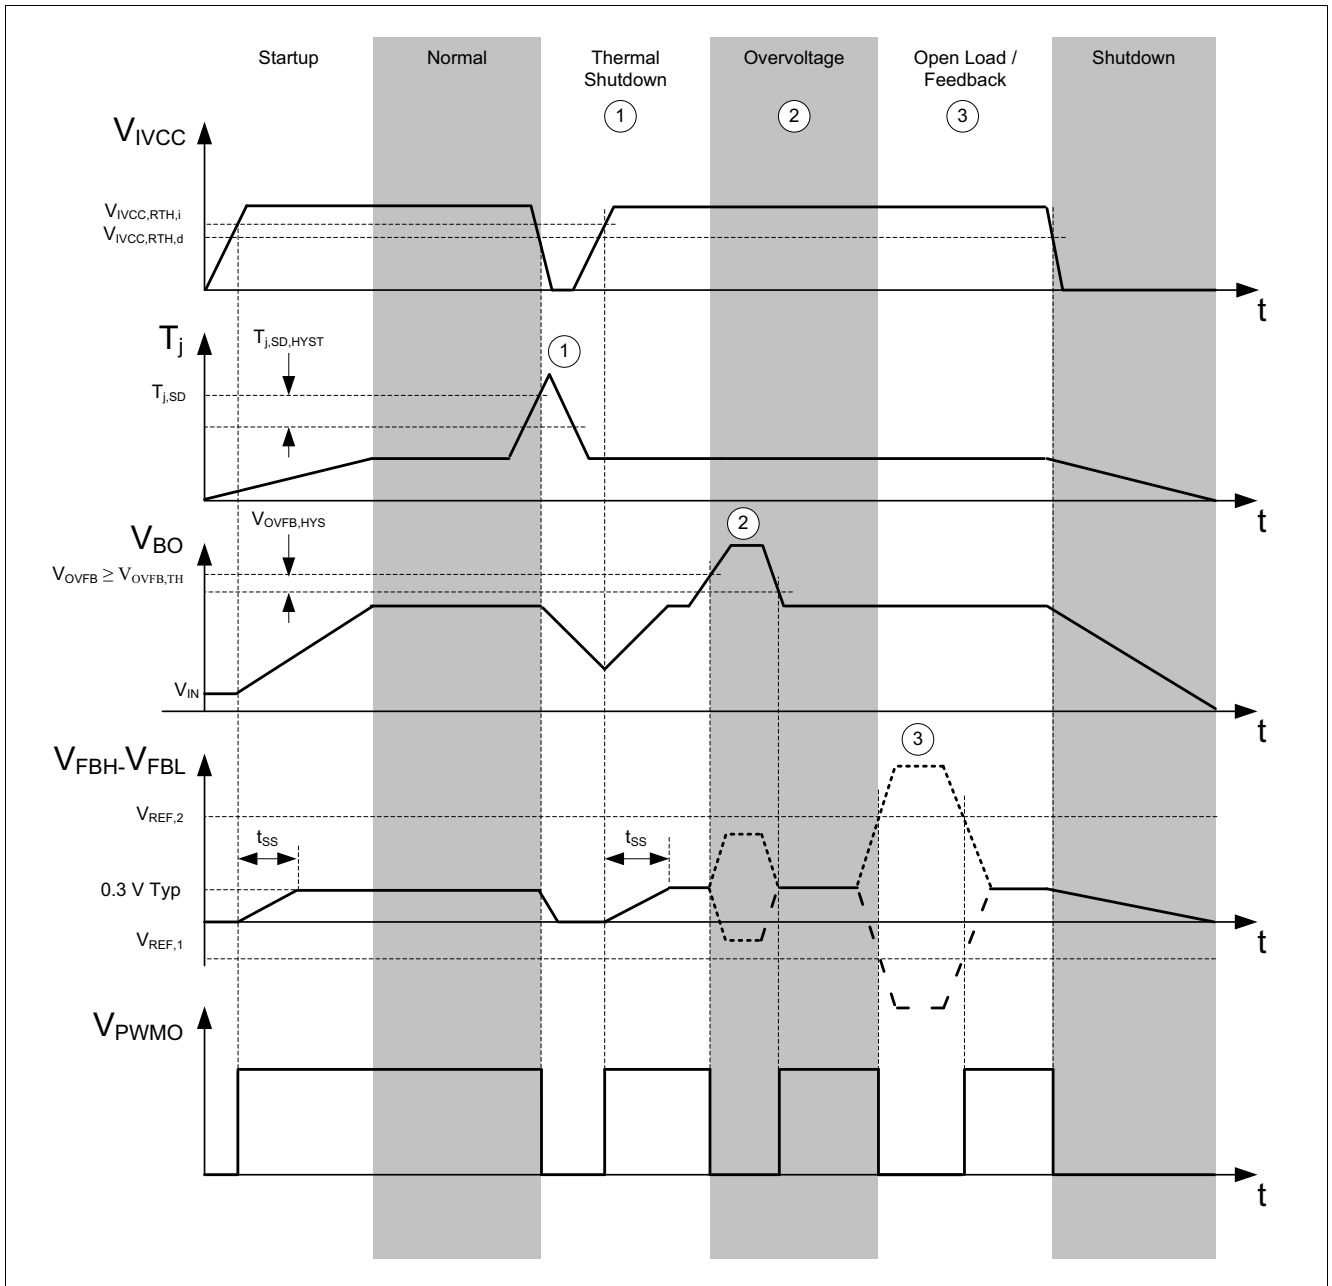 Startup
Normal
Thermal
Shutdown
1
Overvoltage
2
Open Load /
Feedback
3
Shutdown
VIVCC
VIVCC,RTH,i
VIVCC,RTH,d
t
Tj
Tj,SD,HYST
1
Tj,SD
t
VOVFB,HYS
2
VBO
VOVFB ≥ VOVFB,TH
VIN
t
3
VFBH-VFBL
VREF,2
tSS
tSS
0.3 V Typ
VREF,1
t
VPWMO
t